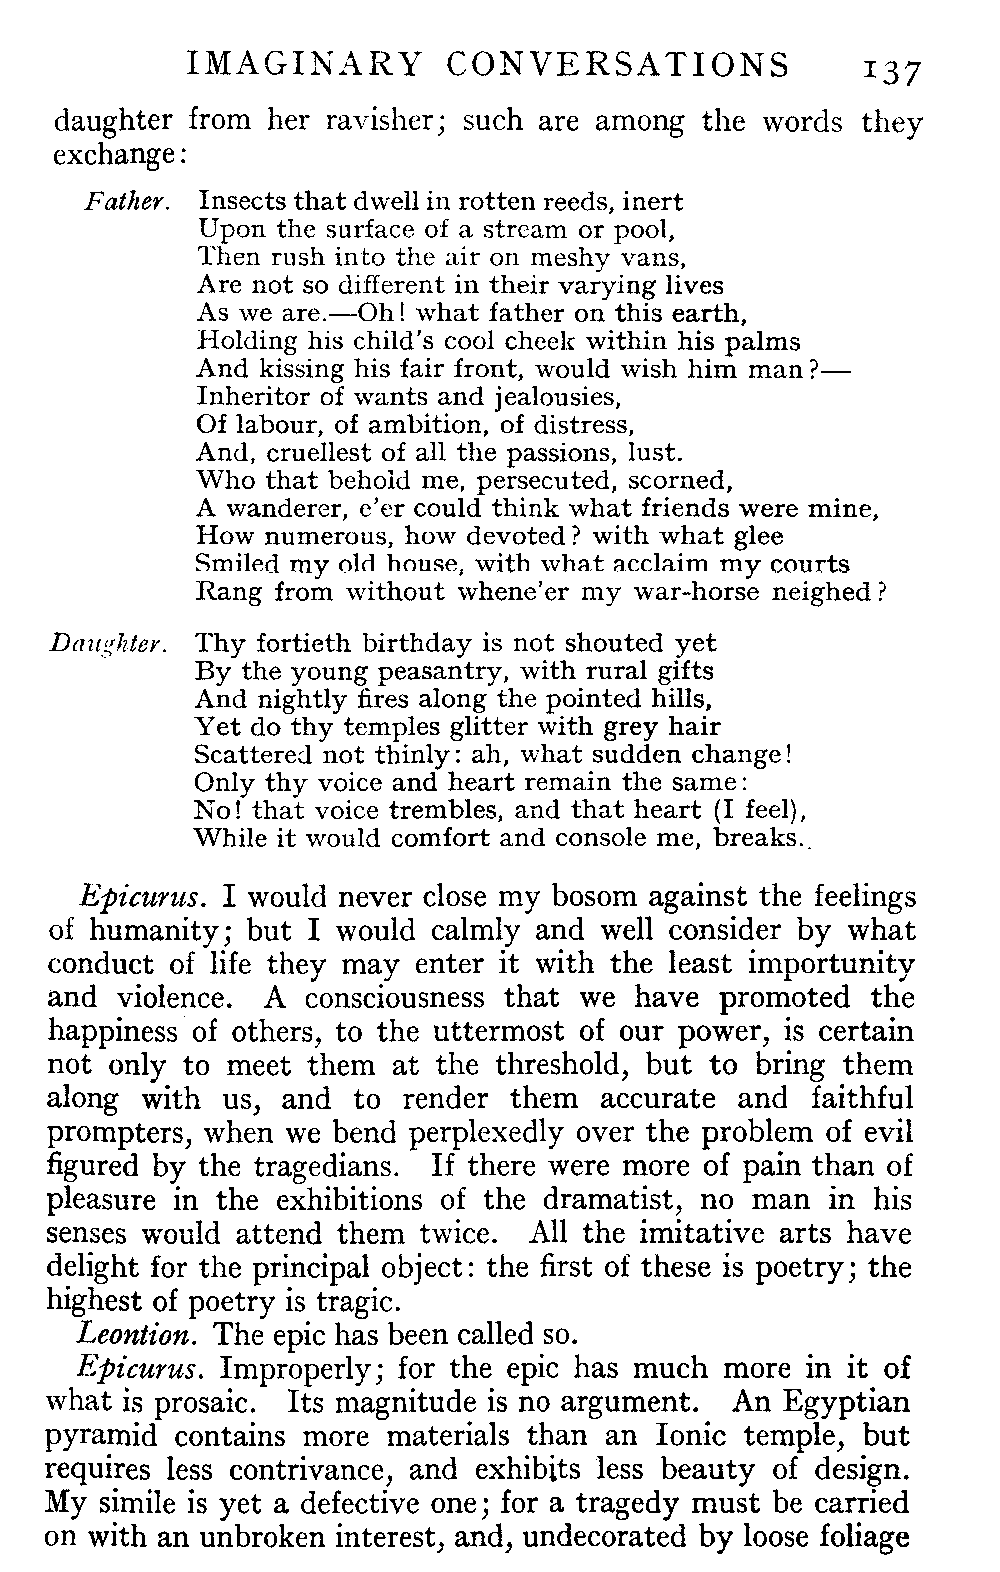 IMAGINARY CONVERSATIONS 137
daughter from her ravisher; such are among the words they
exchange:
Father. Insects that dwell in rotten reeds, inert
Upon the surface of a stream or pool,
Then rush into the air on meshy vans,
Are not so different in their varying lives
As we are.—Oh! what father on this earth,
Holding his child's cool cheek within his palms
And kissing his fair front, would wish him man?—
Inheritor of wants and jealousies,
Of labour, of ambition, of distress,
And, cruellest of all the passions, lust.
Who that behold me, persecuted, scorned,
A wanderer, e'er could think what friends were mine,
How numerous, how devoted? with what glee
Smiled my old house, with what acclaim my courts
Rang from without whene'er my war-horse neighed?
Daughter. Thy fortieth birthday is not shouted yet
By the young peasantry, with rural gifts
And nightly fires along the pointed hills,
Yet do thy temples glitter with grey hair
Scattered not thinly: ah, what sudden change!
Only thy voice and heart remain the same:
No! that voice trembles, and that heart (I feel),
While it would comfort and console me, breaks.
Epicurus. I would never close my bosom against the feelings
of humanity; but I would calmly and well consider by what
conduct of life they may enter it with the least importunity
and violence. A consciousness that we have promoted the
happiness of others, to the uttermost of our power, is certain
not only to meet them at the threshold, but to bring them
along with us, and to render them accurate and faithful
prompters, when we bend perplexedly over the problem of evil
figured by the tragedians. If there were more of pain than of
pleasure in the exhibitions of the dramatist, no man in his
senses would attend them twice. All the imitative arts have
delight for the principal object: the first of these is poetry; the
highest of poetry is tragic.
Leontion. The epic has been called so.
Epicurus. Improperly; for the epic has much more in it of
what is prosaic. Its magnitude is no argument. An Egyptian
pyramid contains more materials than an Ionic temple, but
requires less contrivance, and exhibits less beauty of design.
My simile is yet a defective one; for a tragedy must be carried
on with an unbroken interest, and, undecorated by loose foliage